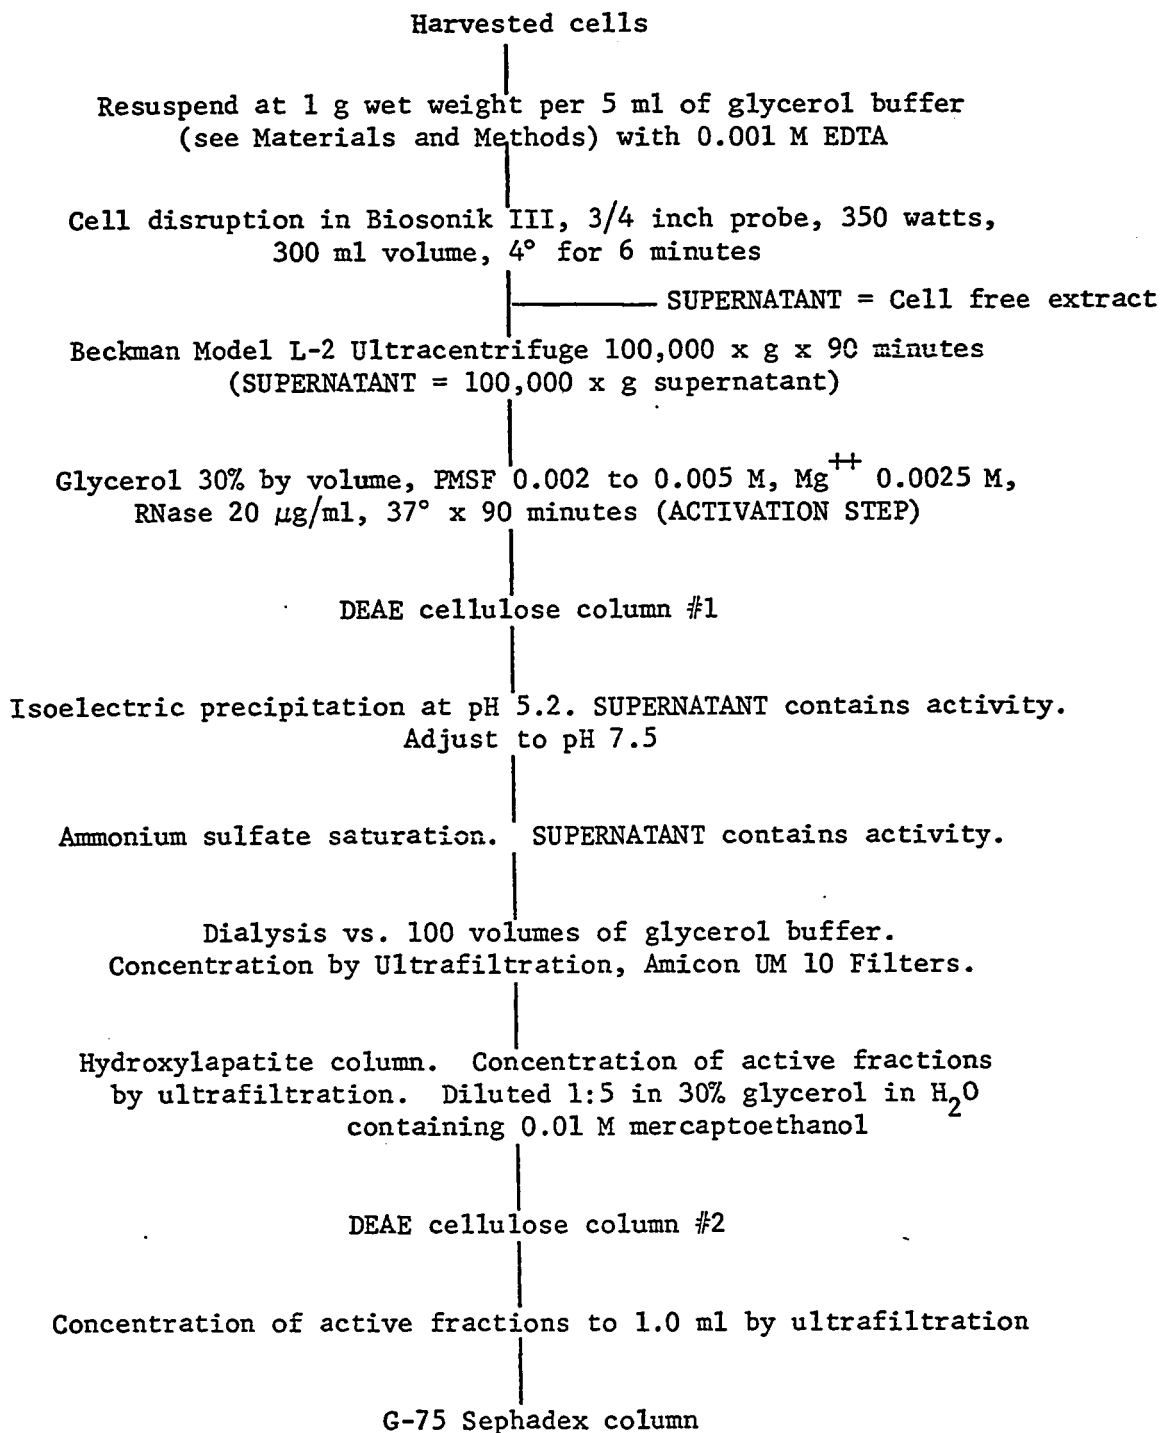 Harvested cells
Resuspend at 1 g wet weight per 5 ml of glycerol buffer
(see Materials and Methods) with 0.001 M EDTA
Cell disruption in Biosonik III, 3/4 inch probe, 350 watts,
300 ml volume, 4° for 6 minutes
SUPERNATANT = Cell free extract
Beckman Model L-2 Ultracentrifuge 100,000 x g x 90 minutes
(SUPERNATANT = 100,000 x g supernatant)
Glycerol 30% by volume, PMSF 0.002 to 0.005 M, Mg++ 0.0025 M,
RNase 20 µg/ml, 37° x 90 minutes (ACTIVATION STEP)
DEAE cellulose column #1
Isoelectric precipitation at pH 5.2. SUPERNATANT contains activity.
Adjust to pH 7.5
Ammonium sulfate saturation. SUPERNATANT contains activity.
Dialysis vs. 100 volumes of glycerol buffer.
Concentration by Ultrafiltration, Amicon UM 10 Filters.
Hydroxylapatite column. Concentration of active fractions
by ultrafiltration. Diluted 1:5 in 30% glycerol in H2O
containing 0.01 M mercaptoethanol
DEAE cellulose column #2
Concentration of active fractions to 1.0 ml by ultrafiltration
G-75 Sephadex column